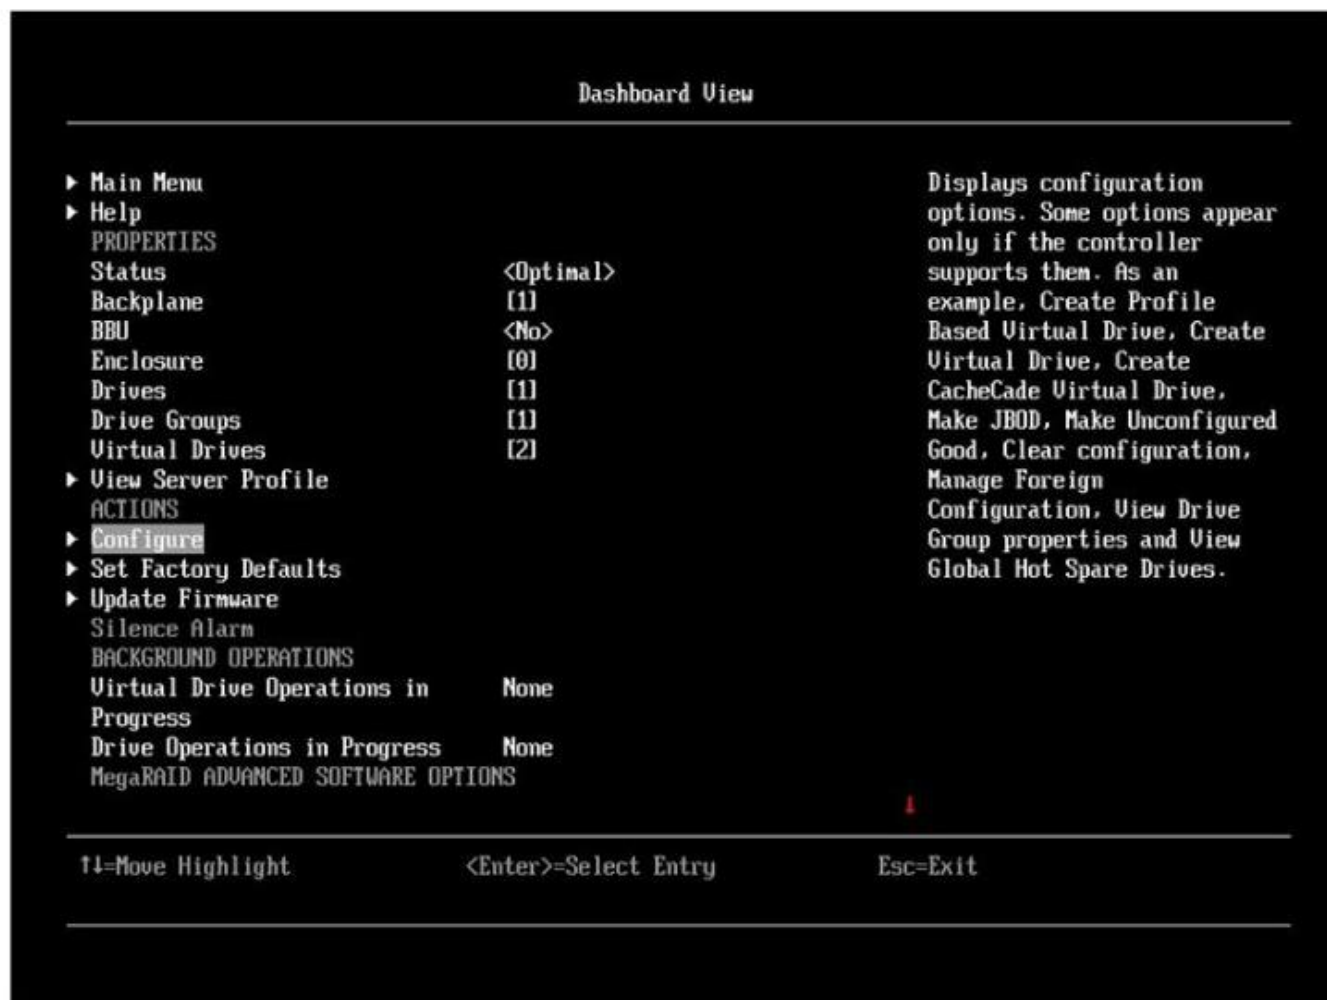 Dashboard View
Main Menu
Help
PROPERTIES
Status <Optimal>
Backplane [1]
BBU <No>
Enclosure [0]
Drives [1]
Drive Groups [1]
Virtual Drives [2]
View Server Profile
ACTIONS
Configure
Set Factory Defaults
Update Firmware
Silence Alarm
BACKGROUND OPERATIONS
Virtual Drive Operations in None
Progress
Drive Operations in Progress None
MegaRAID ADVANCED SOFTWARE OPTIONS
Displays configuration
options. Some options appear
only if the controller
supports them. As an
example, Create Profile
Based Virtual Drive, Create
Virtual Drive, Create
CacheCade Virtual Drive,
Make JBOD, Make Unconfigured
Good, Clear configuration,
Manage Foreign
Configuration, View Drive
Group properties and View
Global Hot Spare Drives.
↑↓=Move Highlight <Enter>=Select Entry Esc=Exit